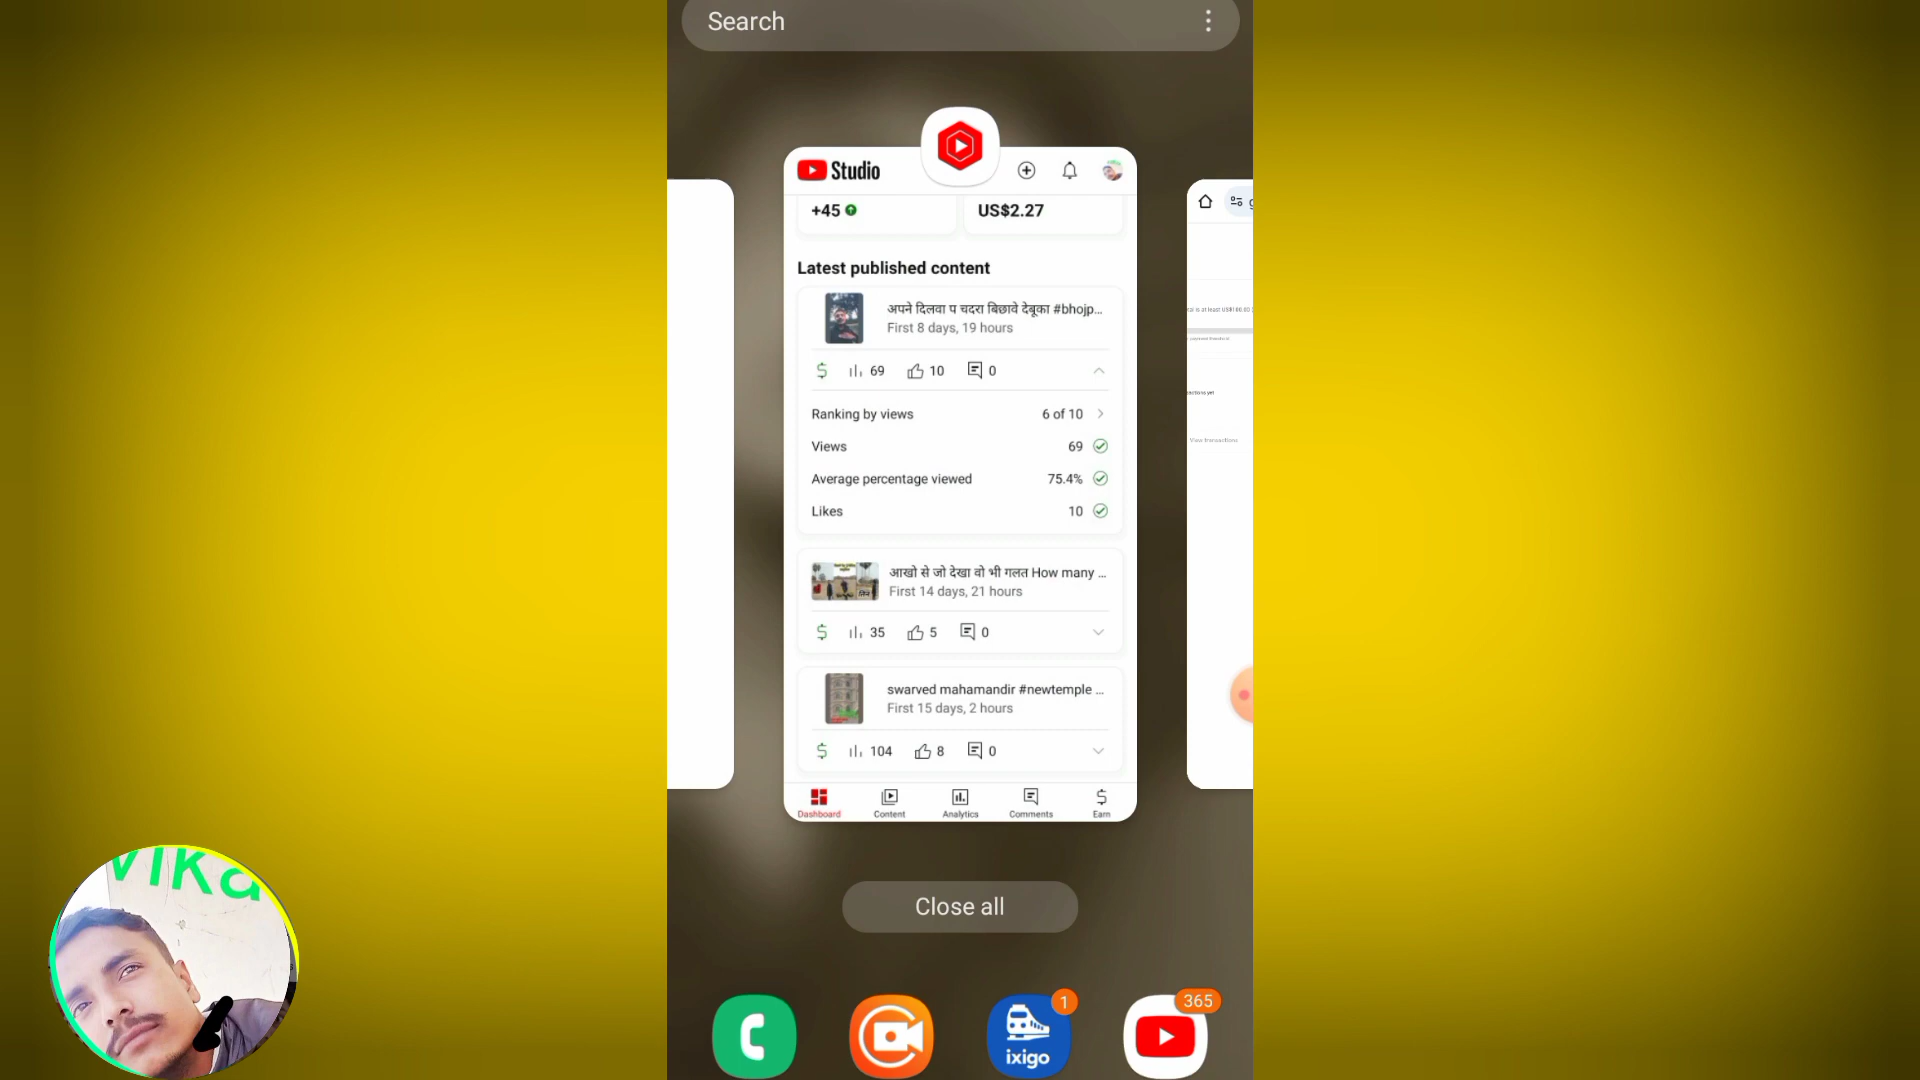 Search
Studio
+45
US$2.27
Latest published content
अपने दिलवा प चदरा बिछावे देबूका #bhojp...
First 8 days, 19 hours
69
10
0
Ranking by views
6 of 10
Views
69
Average percentage viewed
75.4%
Likes
10
आखो से जो देखा वो भी गलत How many ...
First 14 days, 21 hours
35
5
0
swarved mahamandir #newtemple ...
First 15 days, 2 hours
104
8
0
Dashboard
Content
Analytics
Comments
Earn
View transactions
Close all
vika
1
ixigo
365